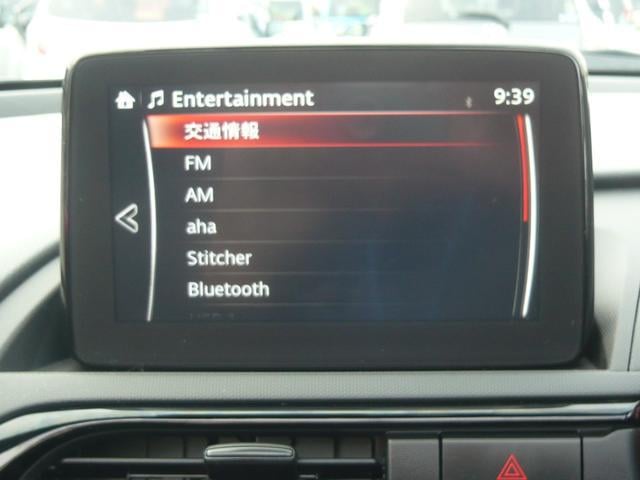 Entertainment 9:39
交通情報
FM
AM
aha
Stitcher
Bluetooth